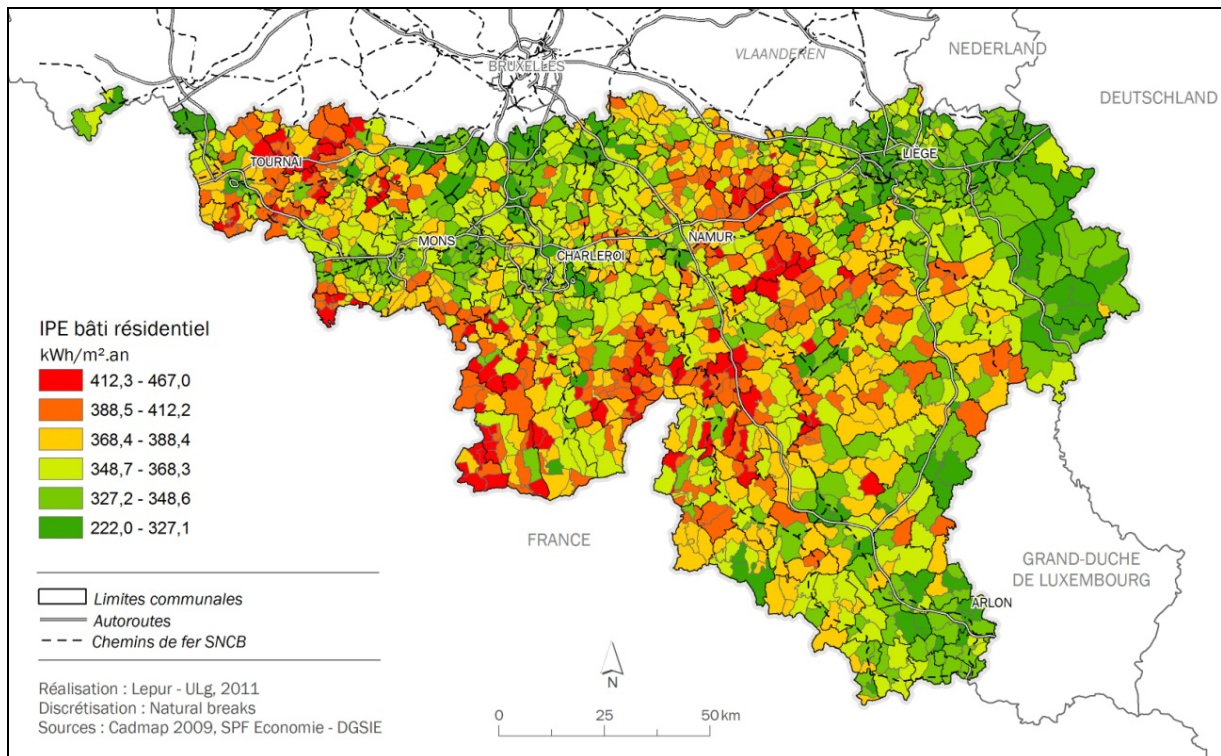 NEDERLAND
VLAANDEREN
BRUXELLES
DEUTSCHLAND
LIÈGE
TOURNAI
NAMUR
MONS
CHARLEROI
IPE bâti résidentiel
kWh/m².an
412,3 - 467,0
388,5 - 412,2
368,4 - 388,4
348,7 - 368,3
327,2 - 348,6
222,0 - 327,1
FRANCE
GRAND-DUCHE
DE LUXEMBOURG
ARLON
Limites communales
Autoroutes
Chemins de fer SNCB
N
Réalisation : Lepur - ULg, 2011
Discrétisation : Natural breaks
Sources : Cadmap 2009, SPF Economie - DGSIE
0 25 50 km